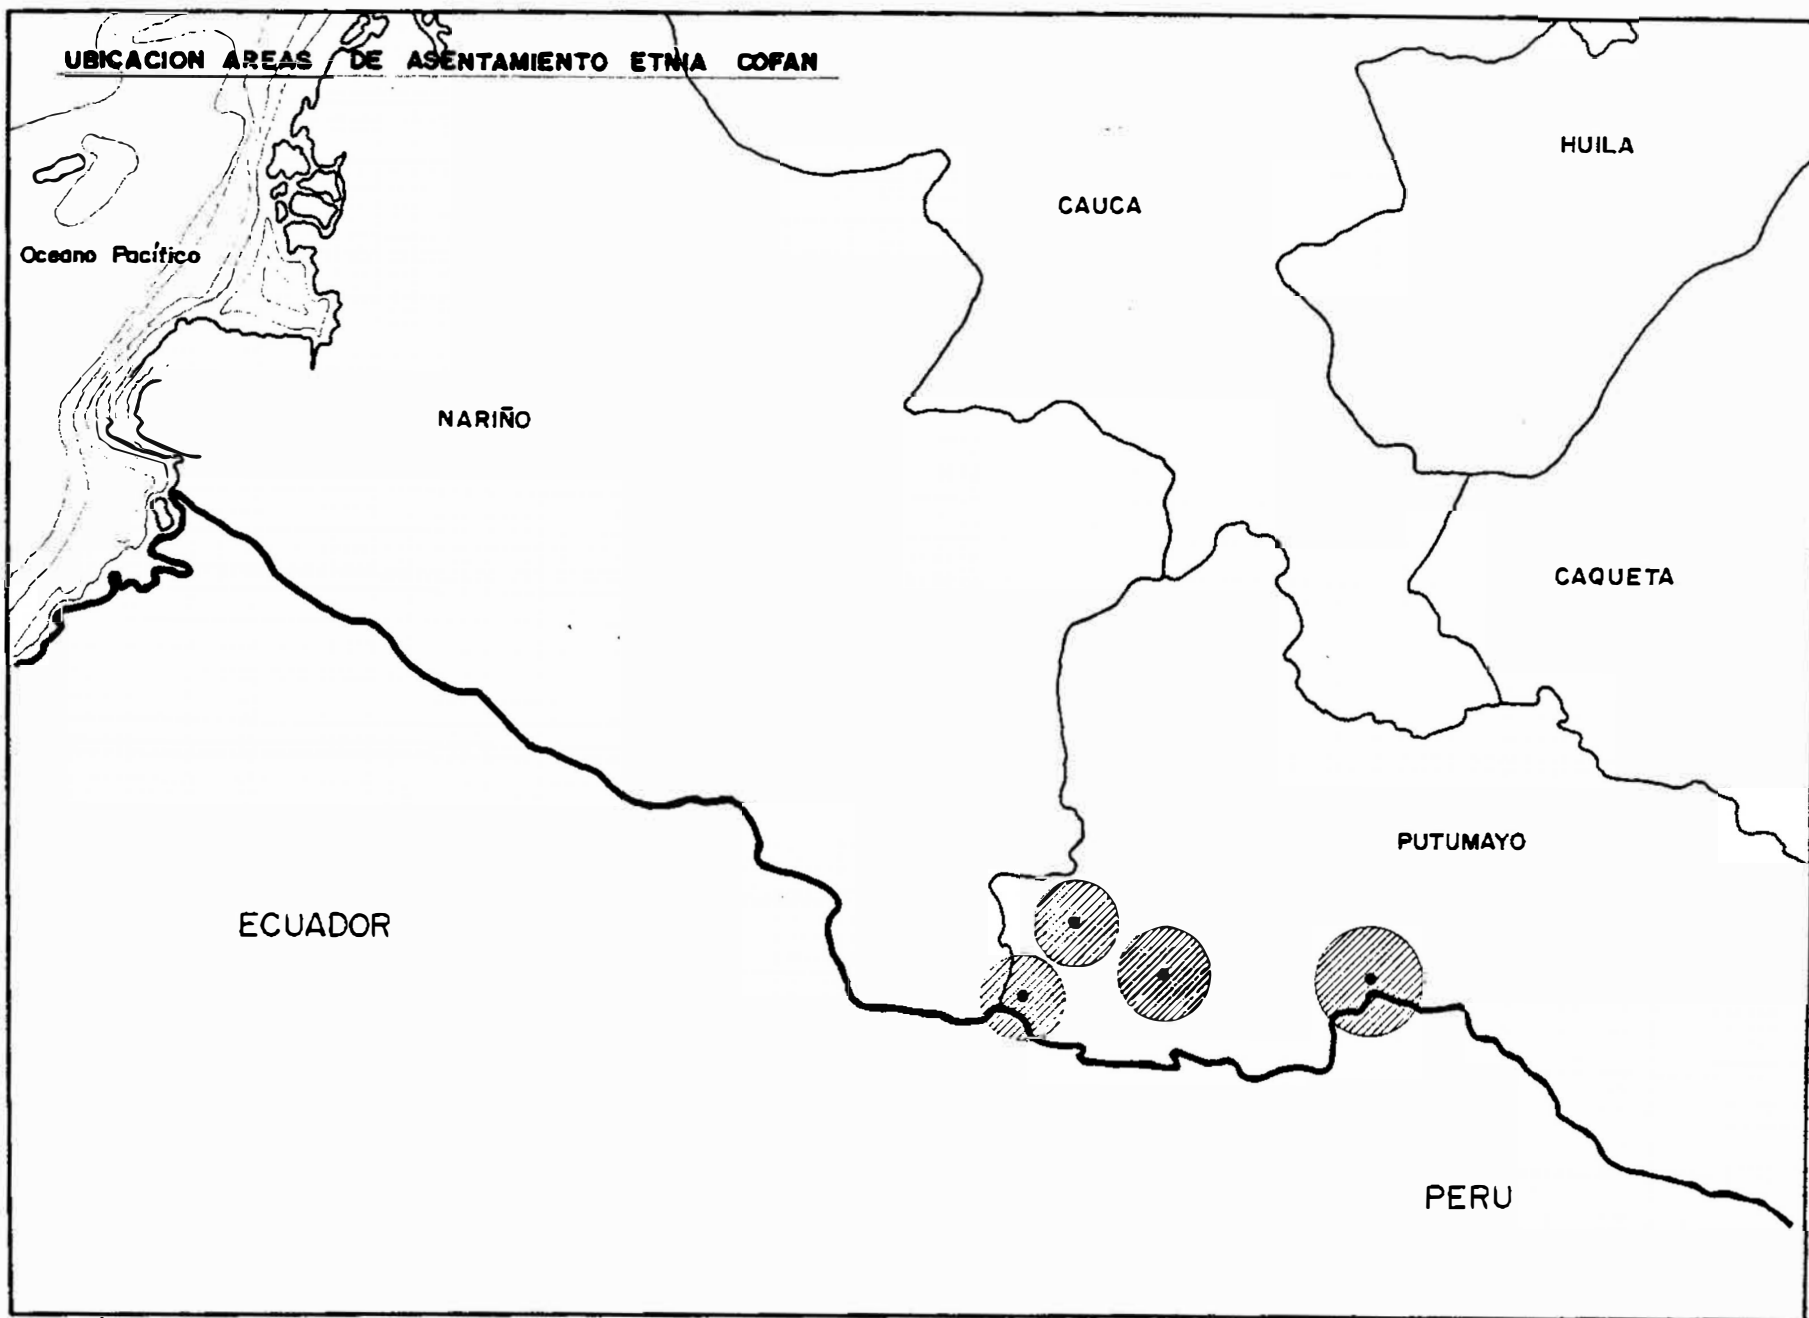 UBICACION AREAS DE ASENTAMIENTO ETNIA COFAN
HUILA
CAUCA
Oceano Pacífico
NARIÑO
CAQUETA
PUTUMAYO
ECUADOR
PERU